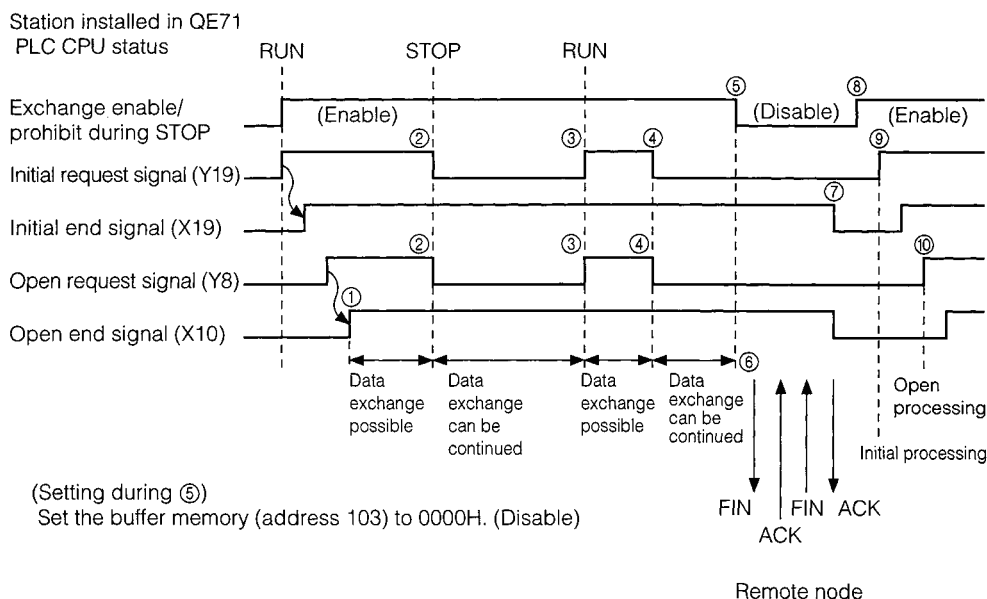 Station installed in QE71
PLC CPU status
RUN STOP RUN
Exchange enable/
prohibit during STOP
(Enable) ⑤ (Disable) ⑧ (Enable)
Initial request signal (Y19)
② ③ ④ ⑨
Initial end signal (X19)
⑦
Open request signal (Y8)
② ③ ④ ⑩
Open end signal (X10)
①
⑥
Data
exchange
possible
Data
exchange
can be
continued
Data
exchange
possible
Data
exchange
can be
continued
Open
processing
Initial processing
(Setting during ⑤)
Set the buffer memory (address 103) to 0000H. (Disable)
FIN FIN ACK
ACK
Remote node